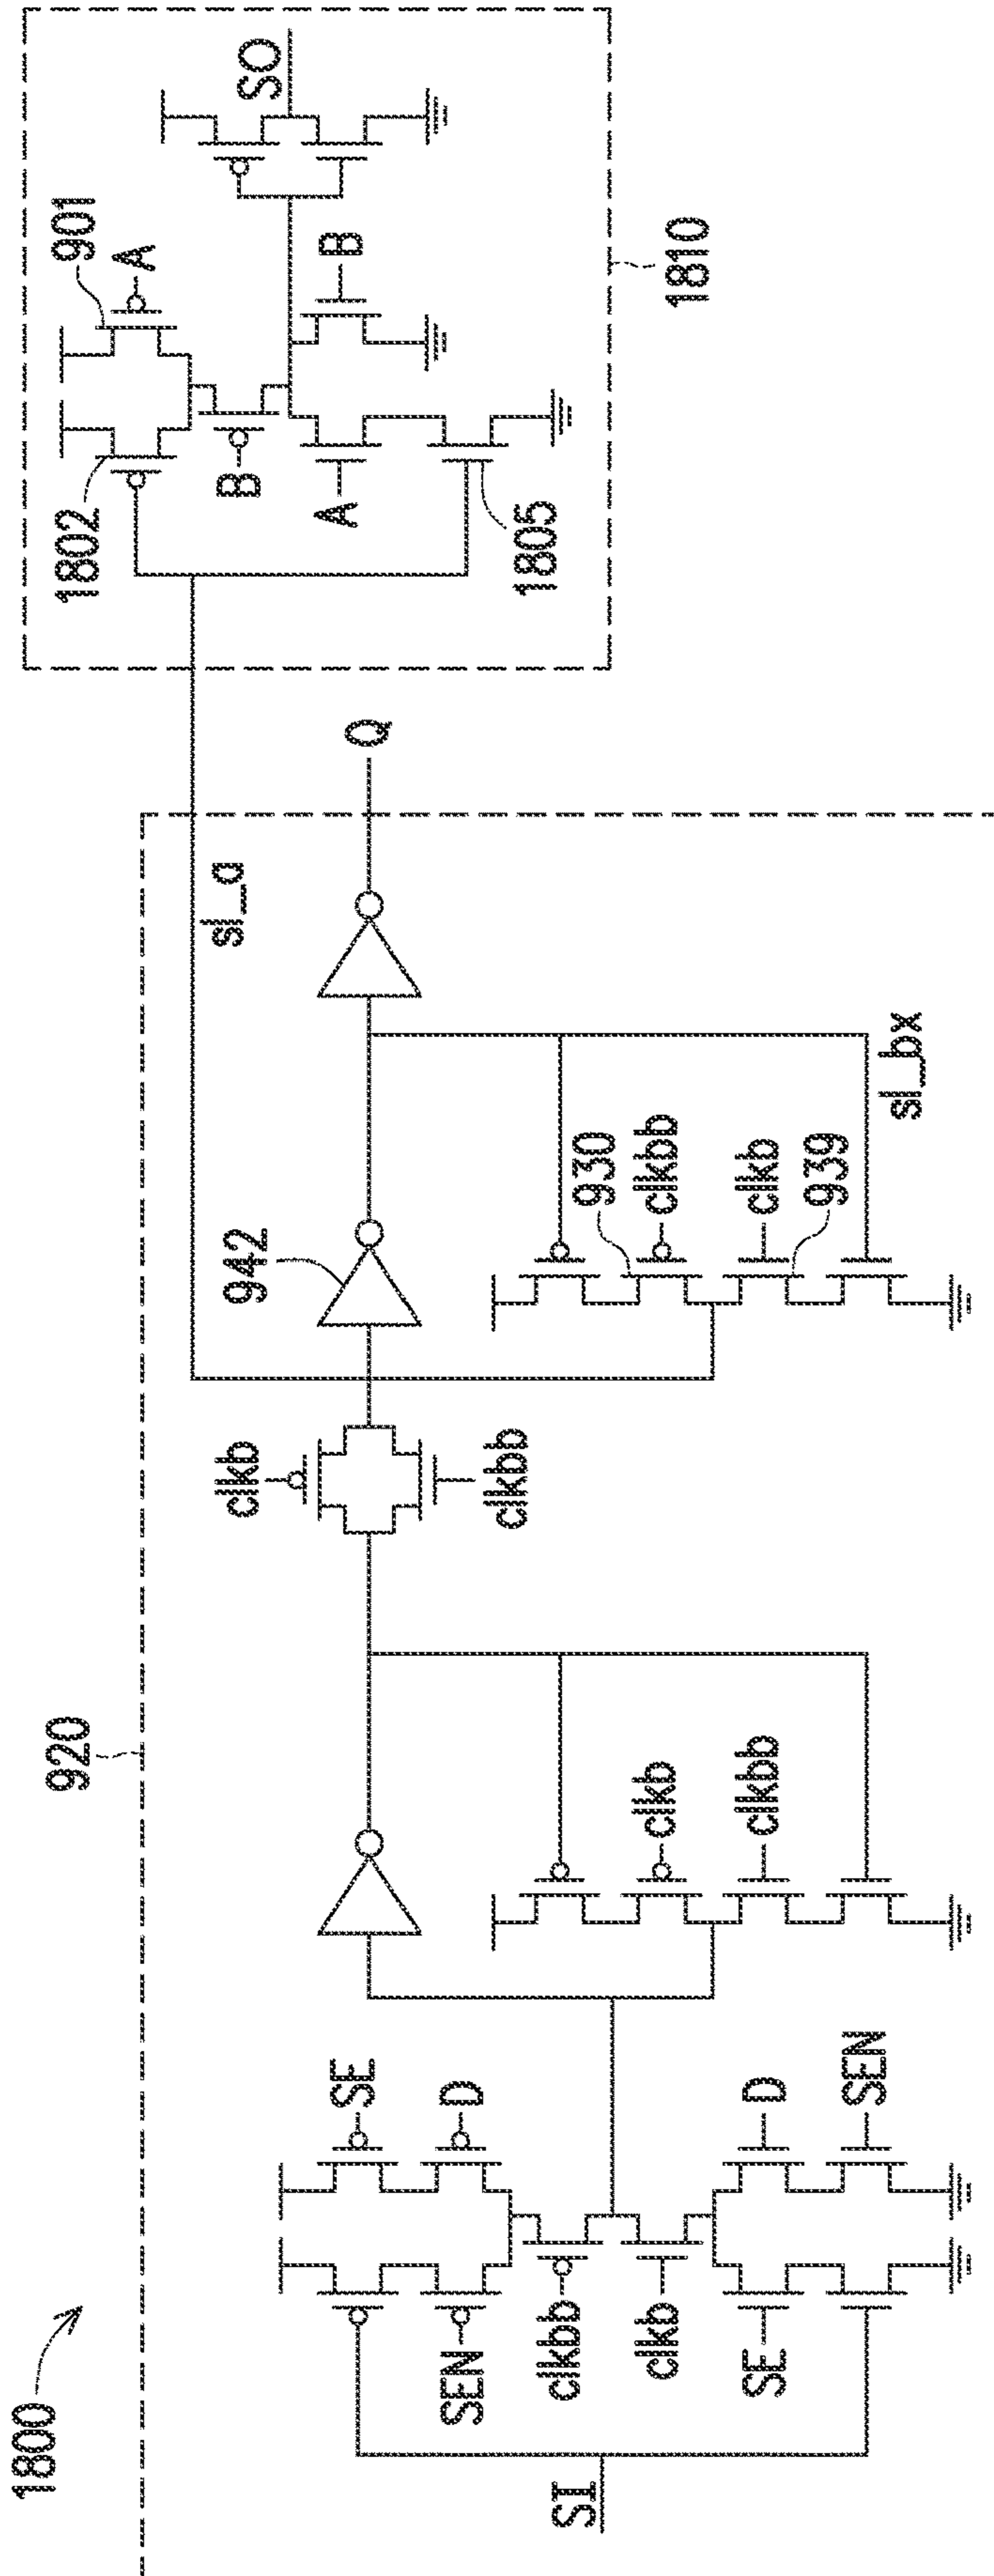 1800
920
SI
SEN
clkbb
clkb
SE
SE
D
D
SEN
clkb
clkbb
clkb
clkbb
942
930
clkbb
clkb
939
sl_bx
sl_a
Q
1802
901
A
B
A
B
1805
SO
1810